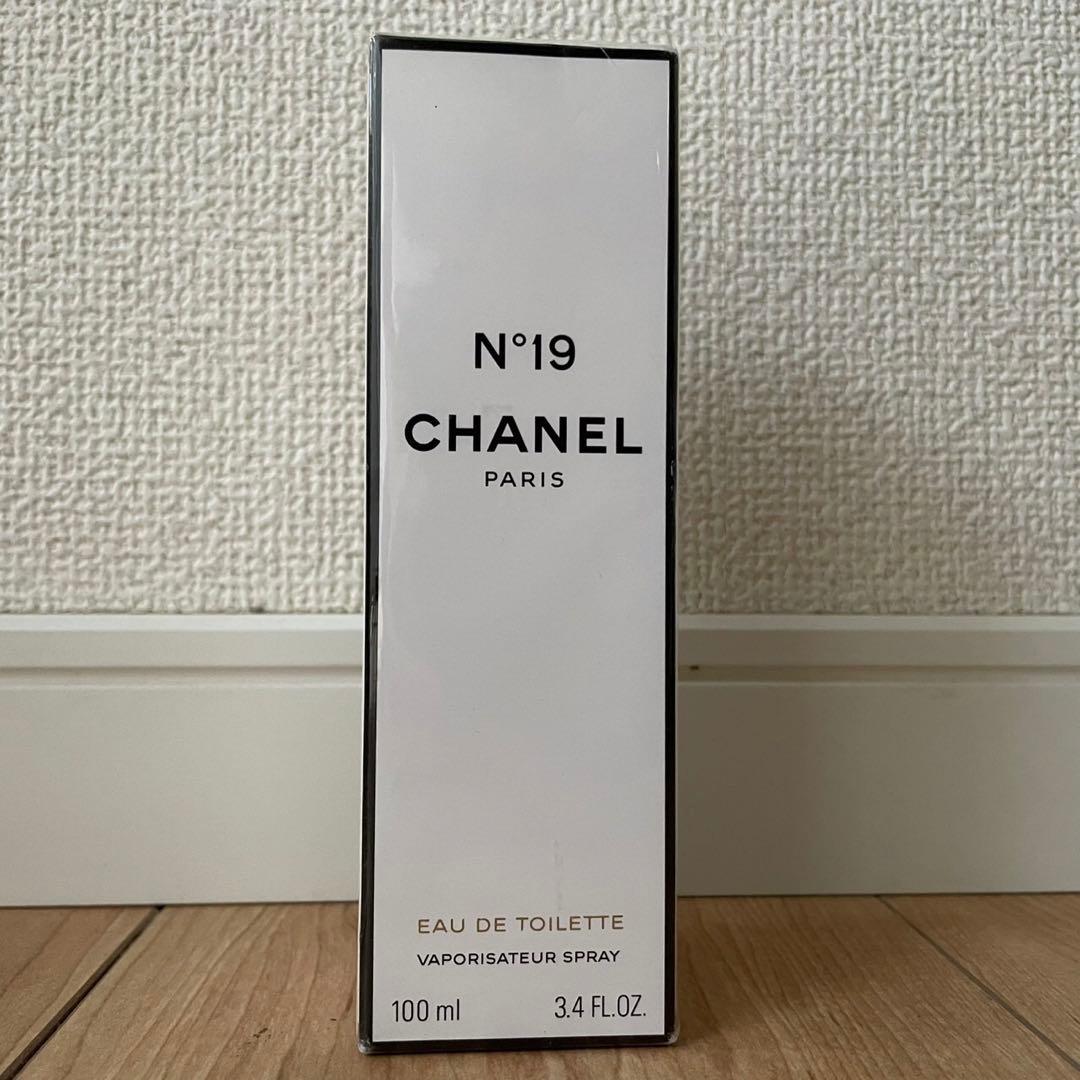 N°19
CHANEL
PARIS
EAU DE TOILETTE
VAPORISATEUR SPRAY
100 ml 3.4 FL.OZ.